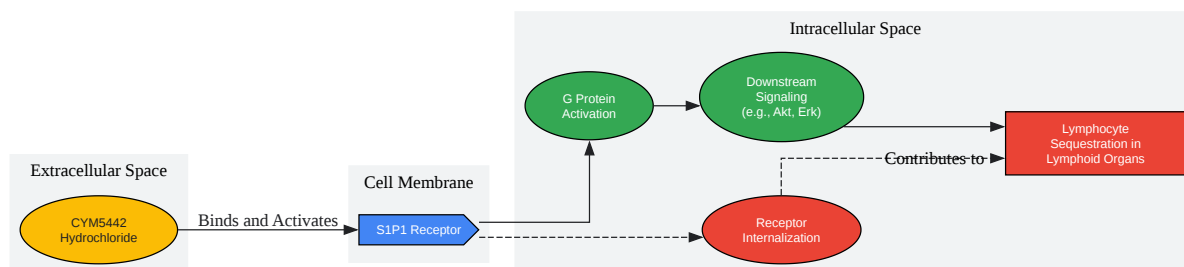 Extracellular Space
CYM5442
Hydrochloride
Binds and Activates
Cell Membrane
S1P1 Receptor
Intracellular Space
G Protein
Activation
Downstream
Signaling
(e.g., Akt, Erk)
Receptor
Internalization
Contributes to
Lymphocyte
Sequestration in
Lymphoid Organs